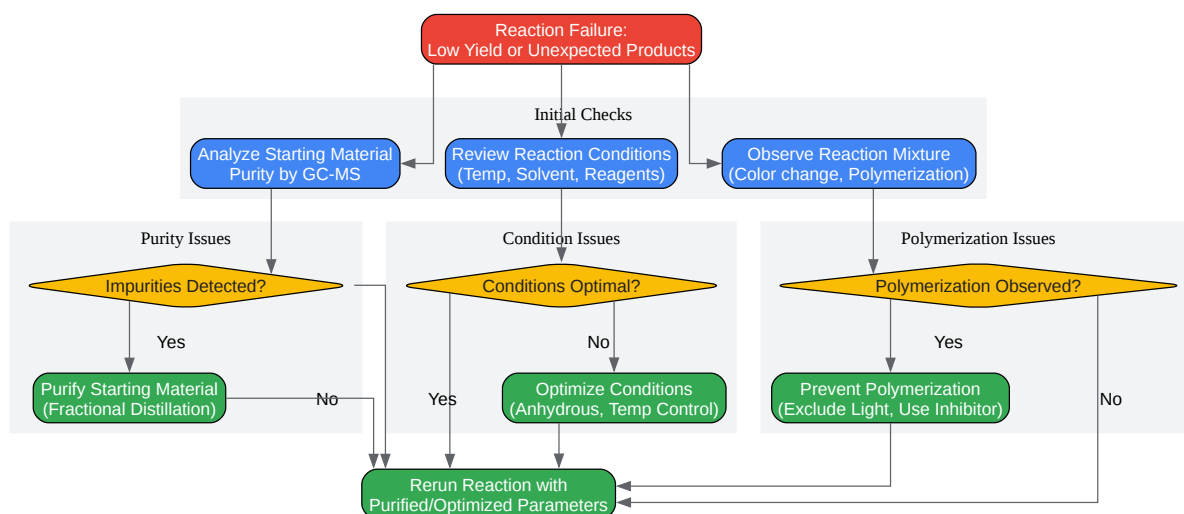 Reaction Failure:
Low Yield or Unexpected Products
Initial Checks
Analyze Starting Material
Purity by GC-MS
Review Reaction Conditions
(Temp, Solvent, Reagents)
Observe Reaction Mixture
(Color change, Polymerization)
Purity Issues
Condition Issues
Polymerization Issues
Impurities Detected?
Conditions Optimal?
Polymerization Observed?
Yes
No
Yes
Purify Starting Material
(Fractional Distillation)
No
Yes
Optimize Conditions
(Anhydrous, Temp Control)
Prevent Polymerization
(Exclude Light, Use Inhibitor)
No
Rerun Reaction with
Purified/Optimized Parameters